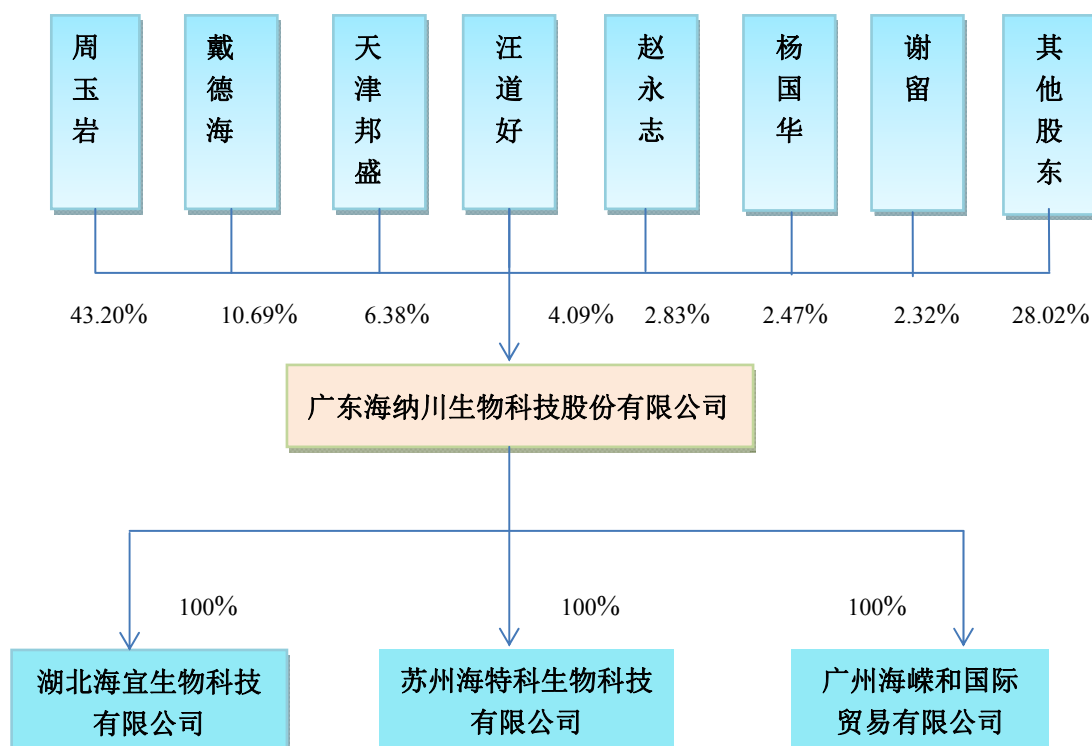 周玉岩
戴德海
天津邦盛
汪道好
赵永志
杨国华
谢留
其他股东
43.20%
10.69%
6.38%
4.09%
2.83%
2.47%
2.32%
28.02%
广东海纳川生物科技股份有限公司
100%
100%
100%
湖北海宜生物科技
有限公司
苏州海特科生物科技
有限公司
广州海嵘和国际
贸易有限公司